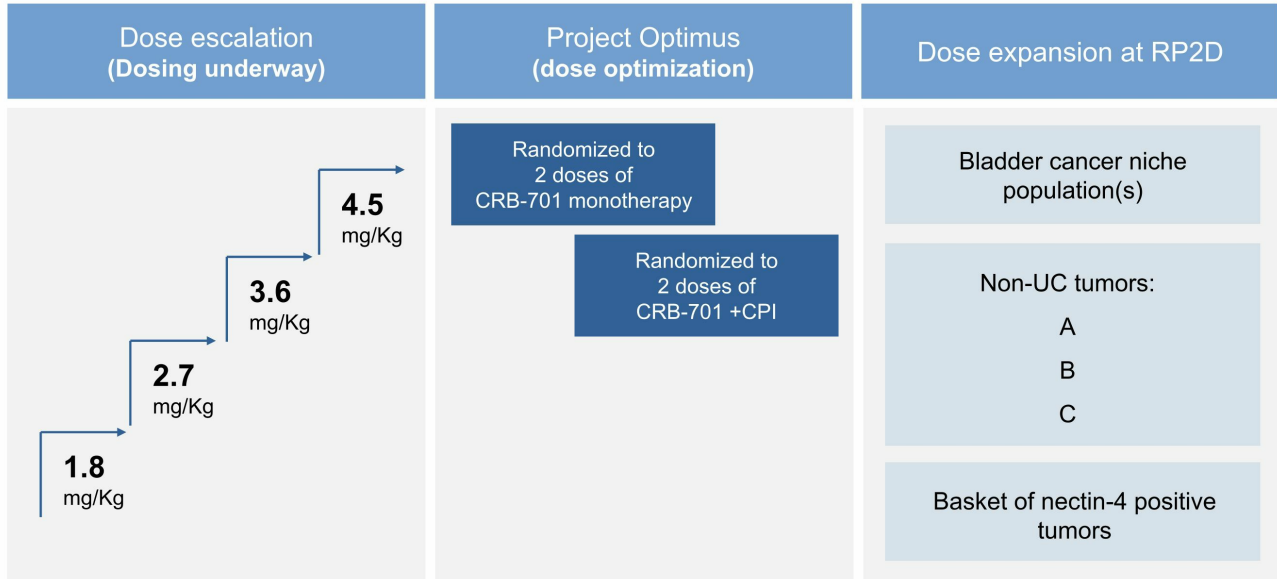 Dose escalation
(Dosing underway)
Project Optimus
(dose optimization)
Dose expansion at RP2D
1.8
mg/Kg
2.7
mg/Kg
3.6
mg/Kg
4.5
mg/Kg
Randomized to
2 doses of
CRB-701 monotherapy
Randomized to
2 doses of
CRB-701 +CPI
Bladder cancer niche
population(s)
Non-UC tumors:
A
B
C
Basket of nectin-4 positive
tumors